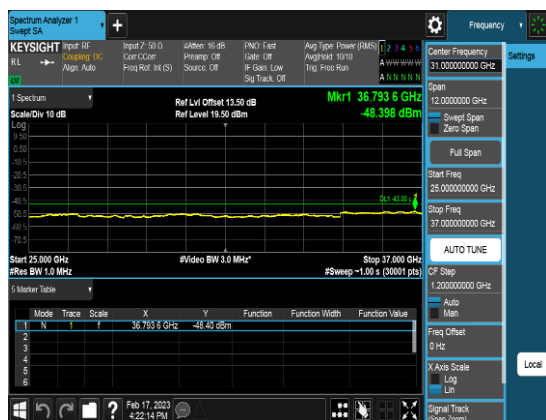 Spectrum Analyzer 1
Swept SA
+
Frequency
KEYSIGHT
Input: RF
Coupling: DC
Align: Auto
Input Z: 50 Ω
Corr CCorr
Freq Ref: Int (S)
#Atten: 16 dB
Preamp: Off
Source: Off
PNO: Fast
Gate: Off
IF Gain: Low
Sig Track: Off
Avg Type: Power (RMS)
Avg|Hold: 10/10
Trig: Free Run
1 2 3 4 5 6
A W W W W W
A N N N N N
RL
LXI
1 Spectrum
Scale/Div 10 dB
Ref Lvl Offset 13.50 dB
Ref Level 19.50 dBm
Mkr1 36.793 6 GHz
-48.398 dBm
Log
9.50
-0.500
-10.5
-20.5
-30.5
-40.5
-50.5
-60.5
-70.5
DL1 -43.00
1
Start 25.000 GHz
#Video BW 3.0 MHz*
Stop 37.000 GHz
#Res BW 1.0 MHz
#Sweep ~1.00 s (30001 pts)
5 Marker Table
Mode Trace Scale X Y Function Function Width Function Value
1 N 1 f 36.793 6 GHz -48.40 dBm
2
3
4
5
6
Feb 17, 2023
4:22:14 PM
Center Frequency
31.000000000 GHz
Span
12.0000000 GHz
Swept Span
Zero Span
Full Span
Start Freq
25.000000000 GHz
Stop Freq
37.000000000 GHz
AUTO TUNE
CF Step
1.200000000 GHz
Auto
Man
Freq Offset
0 Hz
X Axis Scale
Log
Lin
Signal Track
(Span Zoom)
Settings
Local